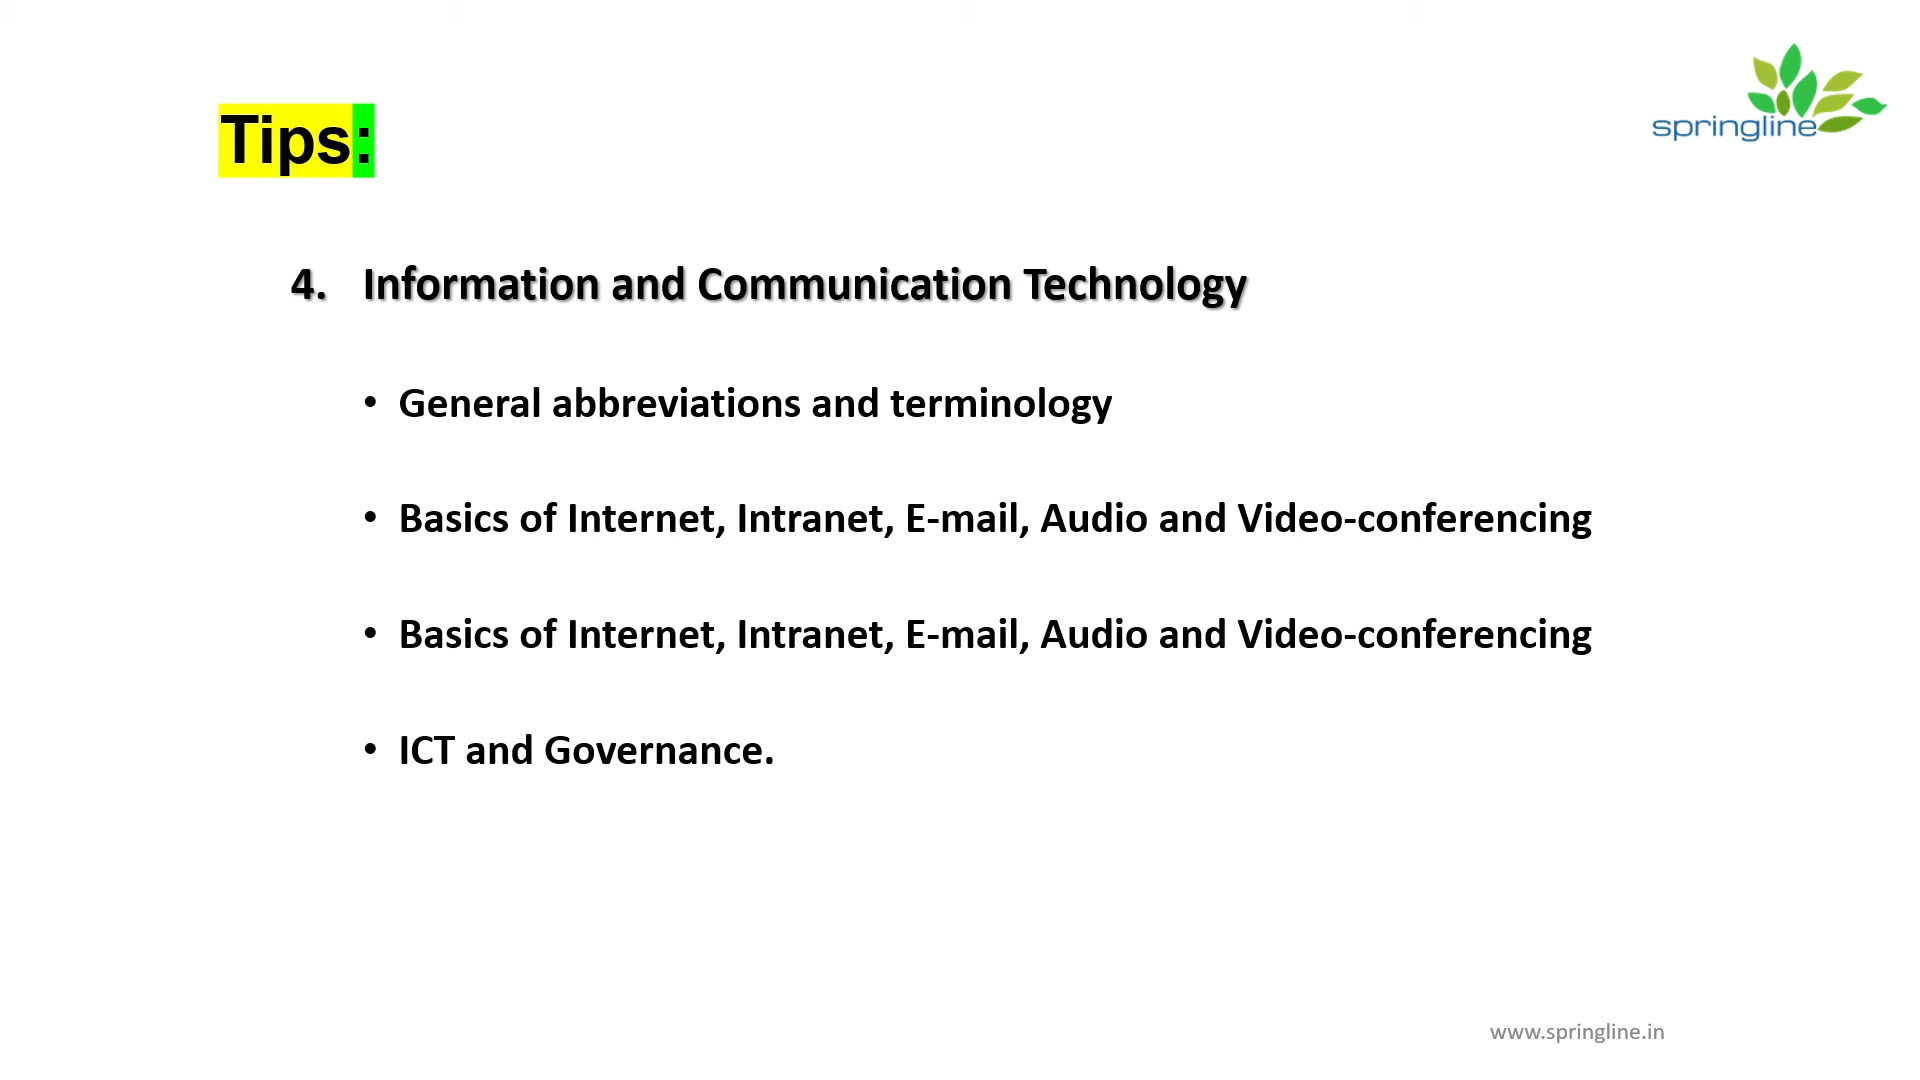 springline
Tips:
4. Information and Communication Technology
• General abbreviations and terminology
• Basics of Internet, Intranet, E-mail, Audio and Video-conferencing
• Basics of Internet, Intranet, E-mail, Audio and Video-conferencing
• ICT and Governance.
www.springline.in